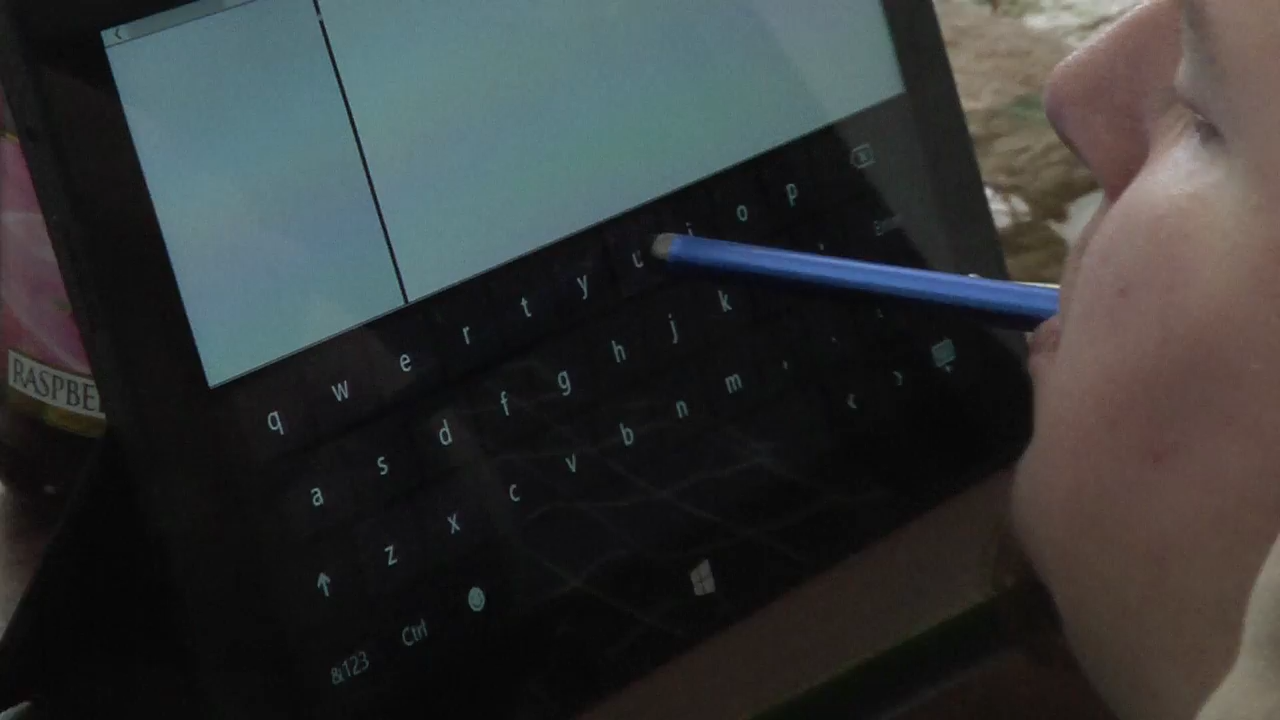 q w e r t y u i o p
a s d f g h j k
z x c v b n m
&123 Ctrl
RASPBE